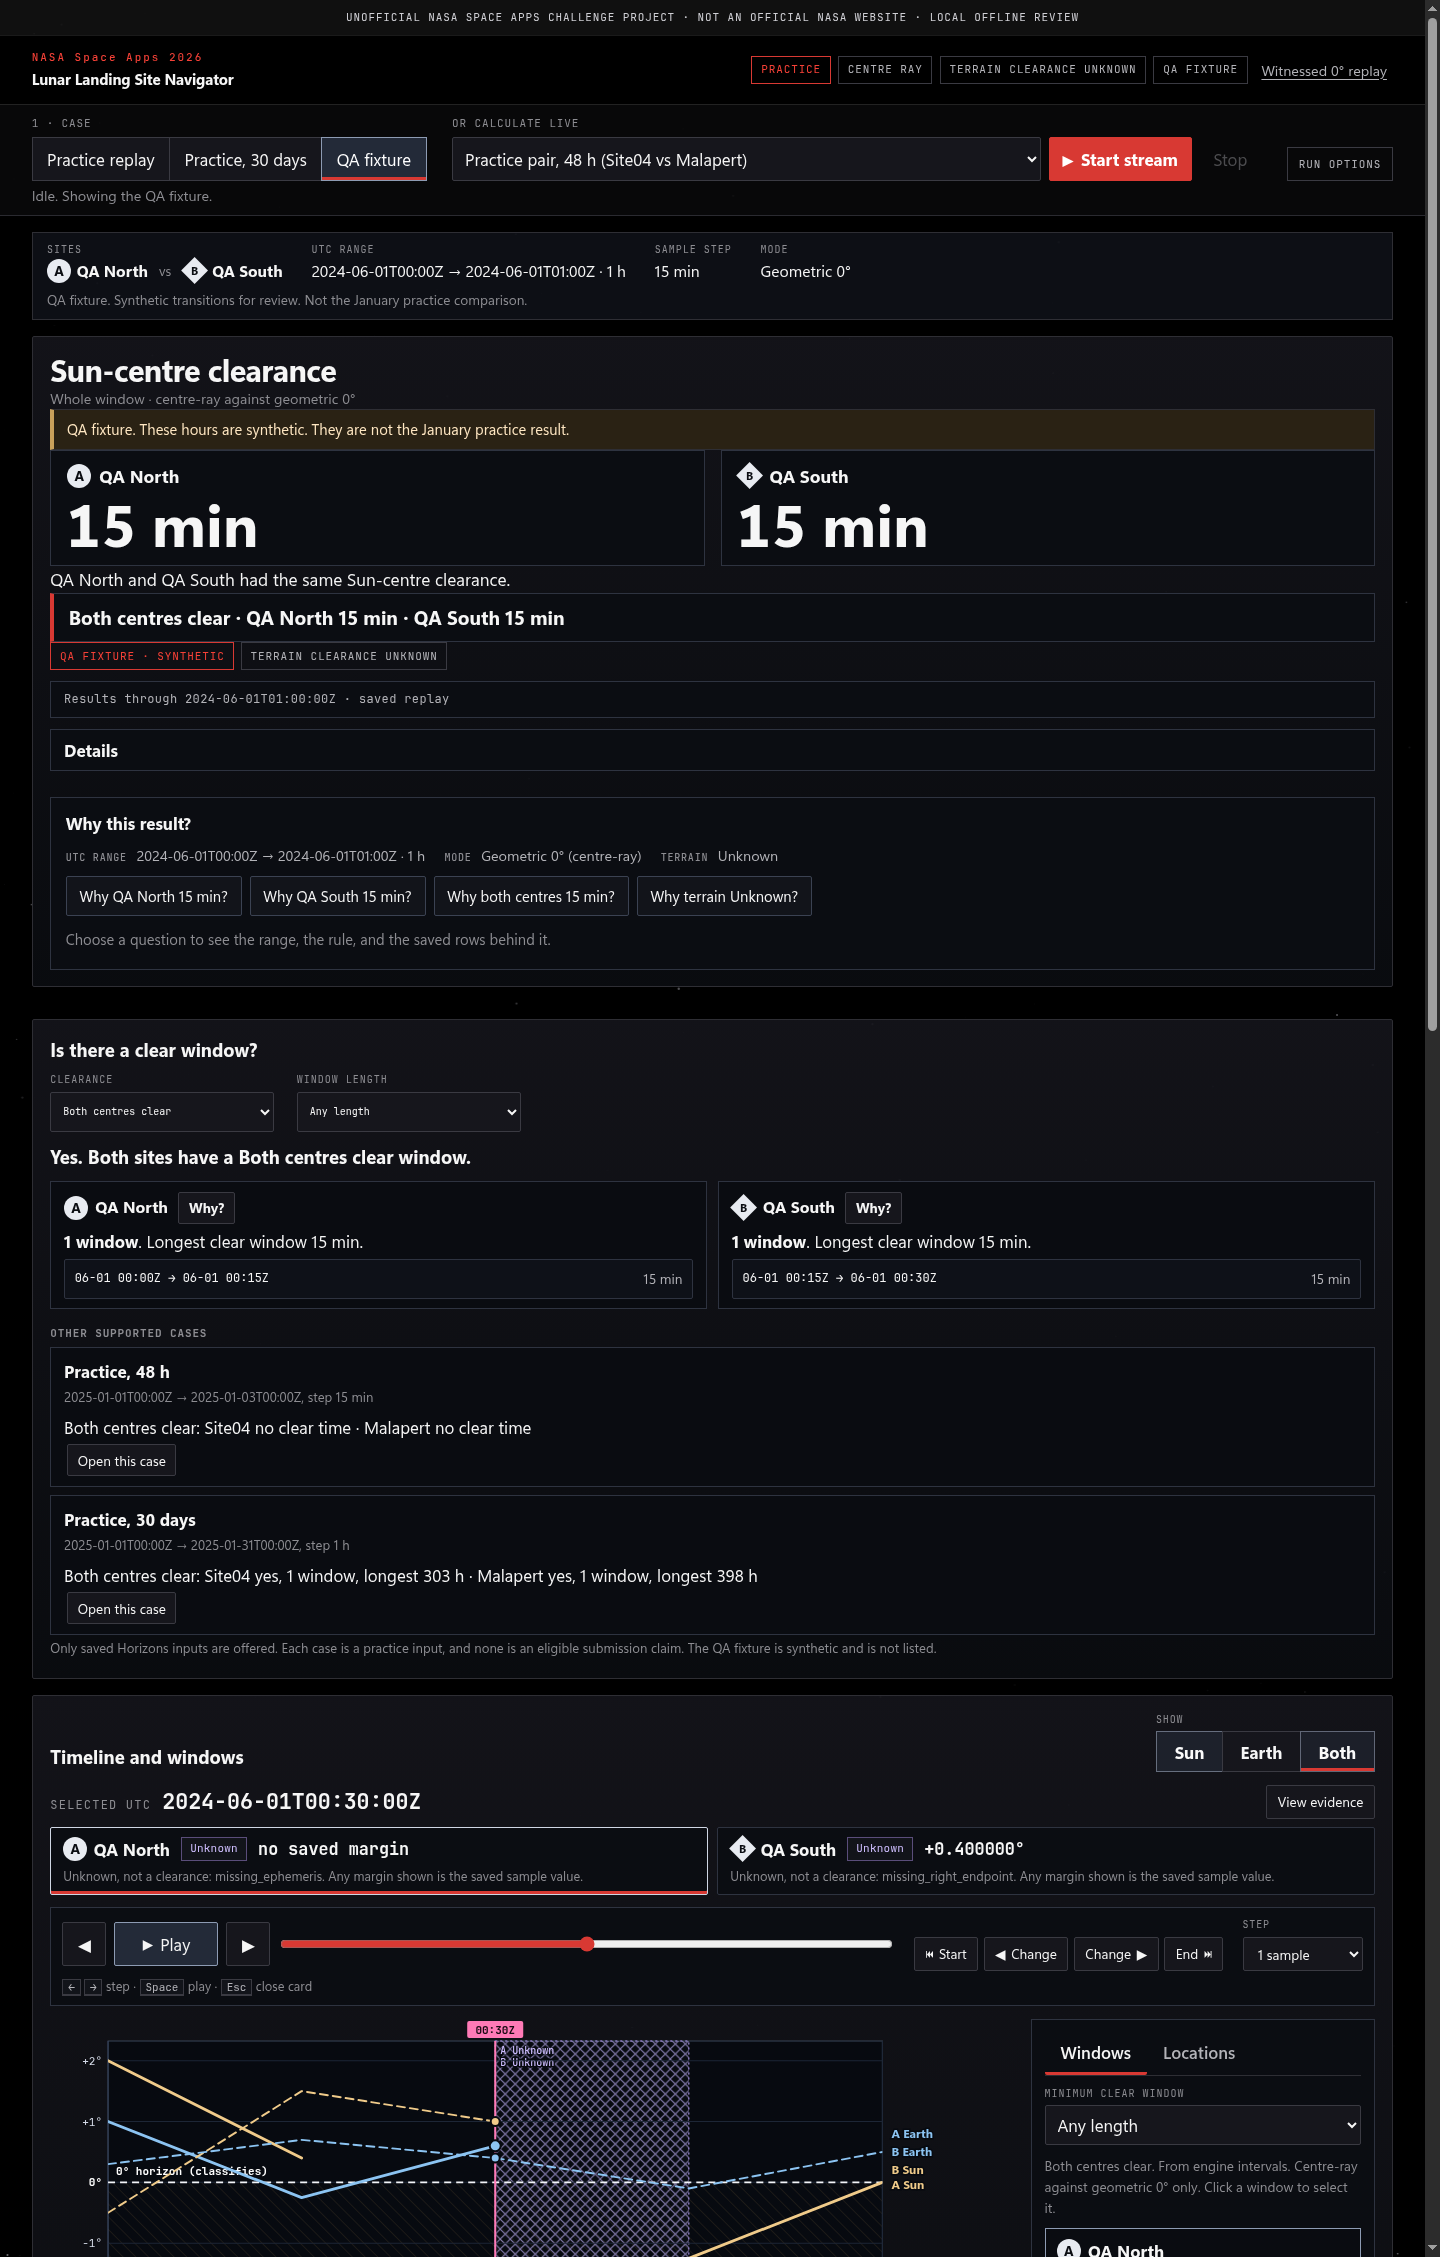 UNOFFICIAL NASA SPACE APPS CHALLENGE PROJECT · NOT AN OFFICIAL NASA WEBSITE · LOCAL OFFLINE REVIEW
NASA Space Apps 2026
Lunar Landing Site Navigator
PRACTICE
CENTRE RAY
TERRAIN CLEARANCE UNKNOWN
QA FIXTURE
Witnessed 0° replay
1 · CASE
Practice replay
Practice, 30 days
QA fixture
Idle. Showing the QA fixture.
OR CALCULATE LIVE
Practice pair, 48 h (Site04 vs Malapert)
▶ Start stream
Stop
RUN OPTIONS
SITES
A QA North vs B QA South
UTC RANGE
2024-06-01T00:00Z → 2024-06-01T01:00Z · 1 h
SAMPLE STEP
15 min
MODE
Geometric 0°
QA fixture. Synthetic transitions for review. Not the January practice comparison.
Sun-centre clearance
Whole window · centre-ray against geometric 0°
QA fixture. These hours are synthetic. They are not the January practice result.
A QA North
15 min
B QA South
15 min
QA North and QA South had the same Sun-centre clearance.
Both centres clear · QA North 15 min · QA South 15 min
QA FIXTURE · SYNTHETIC
TERRAIN CLEARANCE UNKNOWN
Results through 2024-06-01T01:00:00Z · saved replay
Details
Why this result?
UTC RANGE 2024-06-01T00:00Z → 2024-06-01T01:00Z · 1 h MODE Geometric 0° (centre-ray) TERRAIN Unknown
Why QA North 15 min?
Why QA South 15 min?
Why both centres 15 min?
Why terrain Unknown?
Choose a question to see the range, the rule, and the saved rows behind it.
Is there a clear window?
CLEARANCE
Both centres clear
WINDOW LENGTH
Any length
Yes. Both sites have a Both centres clear window.
A QA North Why?
1 window. Longest clear window 15 min.
06-01 00:00Z → 06-01 00:15Z 15 min
B QA South Why?
1 window. Longest clear window 15 min.
06-01 00:15Z → 06-01 00:30Z 15 min
OTHER SUPPORTED CASES
Practice, 48 h
2025-01-01T00:00Z → 2025-01-03T00:00Z, step 15 min
Both centres clear: Site04 no clear time · Malapert no clear time
Open this case
Practice, 30 days
2025-01-01T00:00Z → 2025-01-31T00:00Z, step 1 h
Both centres clear: Site04 yes, 1 window, longest 303 h · Malapert yes, 1 window, longest 398 h
Open this case
Only saved Horizons inputs are offered. Each case is a practice input, and none is an eligible submission claim. The QA fixture is synthetic and is not listed.
Timeline and windows
SHOW
Sun
Earth
Both
SELECTED UTC 2024-06-01T00:30:00Z
View evidence
A QA North Unknown no saved margin
Unknown, not a clearance: missing_ephemeris. Any margin shown is the saved sample value.
B QA South Unknown +0.400000°
Unknown, not a clearance: missing_right_endpoint. Any margin shown is the saved sample value.
◀
▶ Play
▶
⏮ Start
◀ Change
Change ▶
End ⏭
STEP
1 sample
← → step · Space play · Esc close card
00:30Z
A Unknown
B Unknown
+2°
+1°
0°
-1°
0° horizon (classifies)
A Earth
B Earth
B Sun
A Sun
Windows
Locations
MINIMUM CLEAR WINDOW
Any length
Both centres clear. From engine intervals. Centre-ray
against geometric 0° only. Click a window to select
it.
A QA North